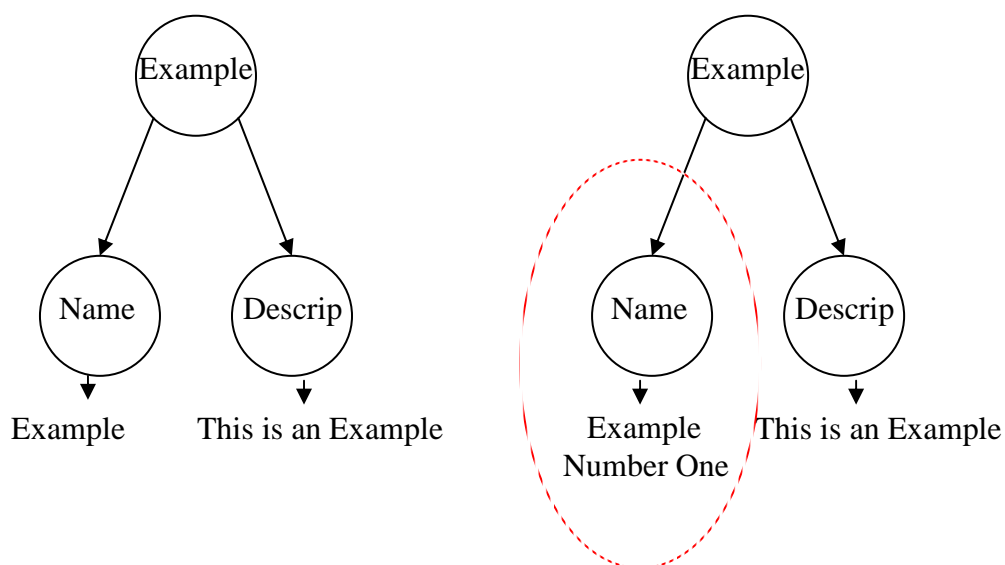 Example
Example
Name
Descrip
Name
Descrip
Example
This is an Example
Example
Number One
This is an Example